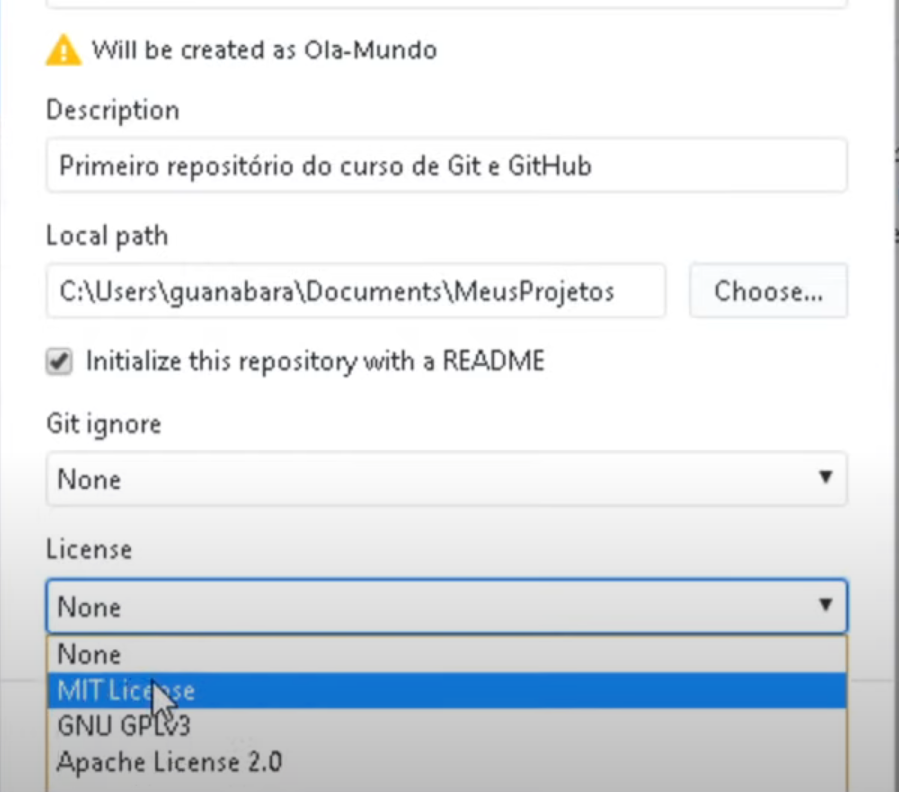 Will be created as Ola-Mundo
Description
Primeiro repositório do curso de Git e GitHub
Local path
C:\Users\guanabara\Documents\MeusProjetos
Choose...
Initialize this repository with a README
Git ignore
None
License
None
None
MIT License
GNU GPLv3
Apache License 2.0